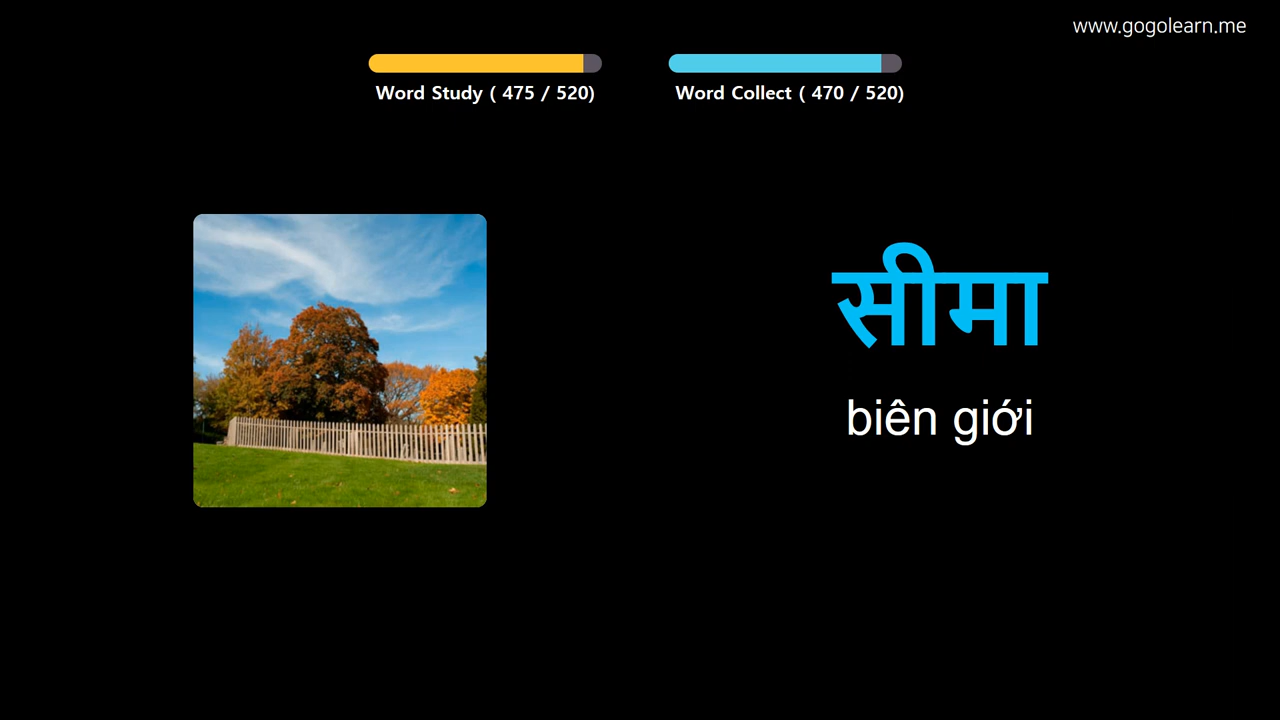 www.gogolearn.me
Word Study ( 475 / 520)
Word Collect ( 470 / 520)
सीमा
biên giới